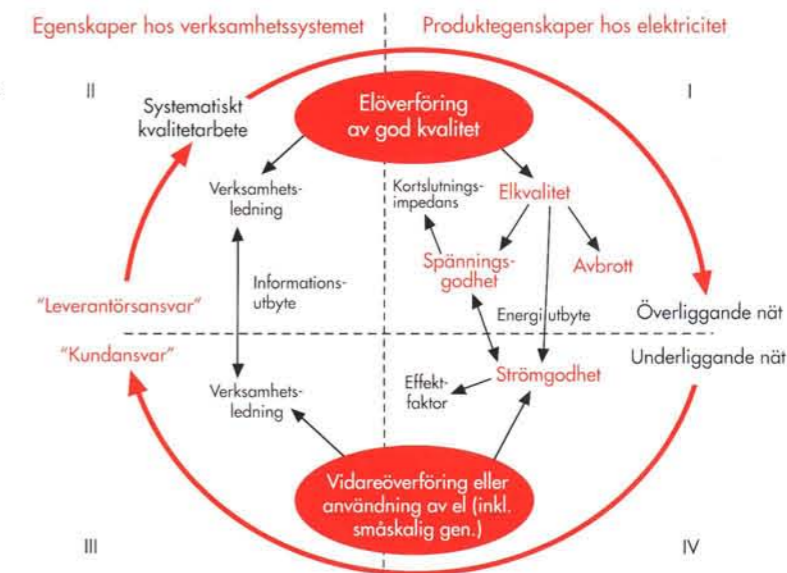 Egenskaper hos verksamhetssystemet
Produktegenskaper hos elektricitet
II
I
Systematiskt
kvalitetarbete
Elöverföring
av god kvalitet
Verksamhets-
ledning
Kortslutnings-
impedans
Elkvalitet
Spännings-
godhet
Avbrott
Informations-
utbyte
"Leverantörsansvar"
Energiutbyte
Överliggande nät
"Kundansvar"
Underliggande nät
Verksamhets-
ledning
Effekt-
faktor
Strömgodhet
Vidareöverföring eller
användning av el (inkl.
småskalig gen.)
III
IV